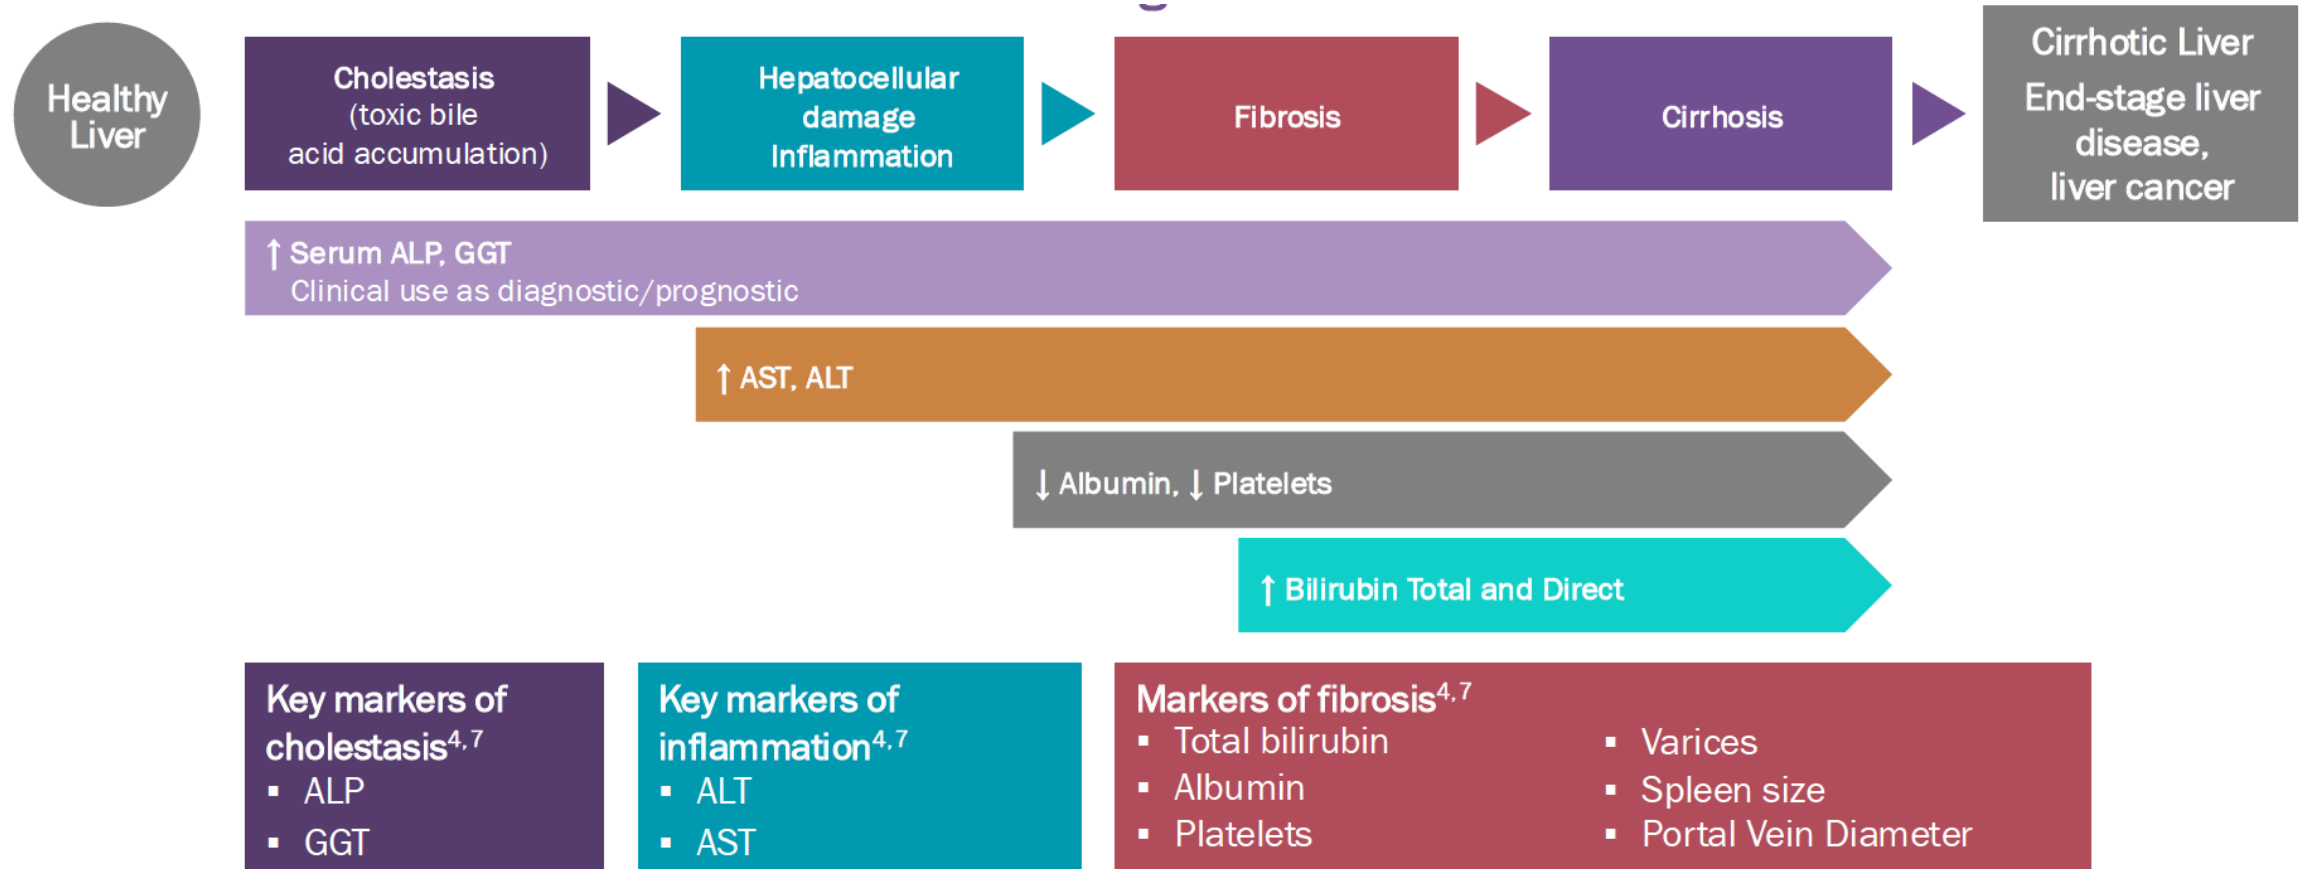 Healthy
Liver
Cholestasis
(toxic bile
acid accumulation)
Hepatocellular
damage
Inflammation
Fibrosis
Cirrhosis
Cirrhotic Liver
End-stage liver
disease,
liver cancer
↑ Serum ALP, GGT
Clinical use as diagnostic/prognostic
↑ AST, ALT
↓ Albumin, ↓ Platelets
↑ Bilirubin Total and Direct
Key markers of
cholestasis4,7
▪ ALP
▪ GGT
Key markers of
inflammation4,7
▪ ALT
▪ AST
Markers of fibrosis4,7
▪ Total bilirubin
▪ Albumin
▪ Platelets
▪ Varices
▪ Spleen size
▪ Portal Vein Diameter